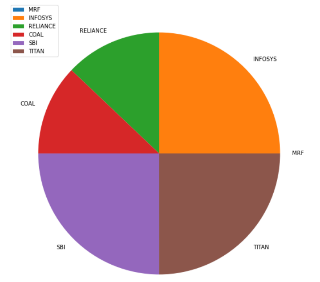 MRF
INFOSYS
RELIANCE
COAL
SBI
TITAN
RELIANCE
INFOSYS
COAL
MRF
SBI
TITAN